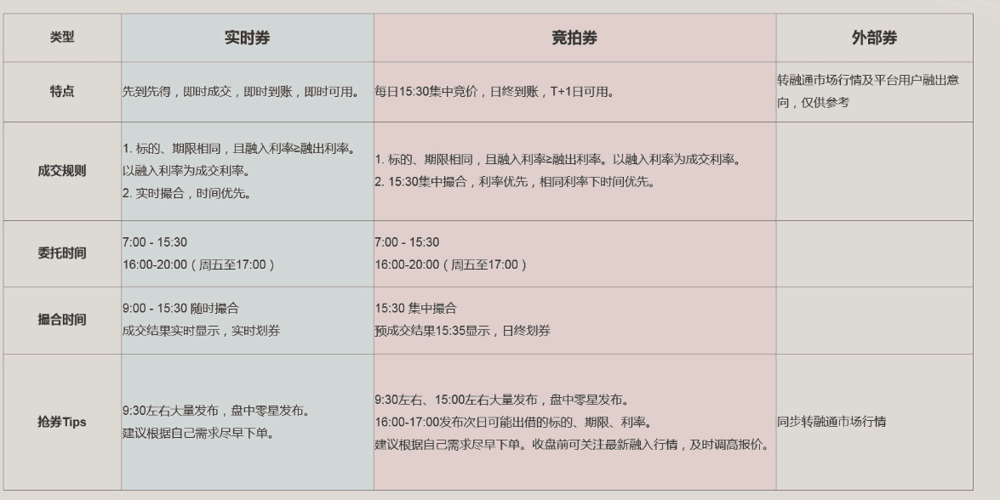 类型
实时券
竞拍券
外部券
特点
先到先得，即时成交，即时到账，即时可用。
每日15:30集中竞价，日终到账，T+1日可用。
转融通市场行情及平台用户融出意
向，仅供参考
成交规则
1. 标的、期限相同，且融入利率≥融出利率。
以融入利率为成交利率。
2. 实时撮合，时间优先。
1. 标的、期限相同，且融入利率≥融出利率。以融入利率为成交利率。
2. 15:30集中撮合，利率优先，相同利率下时间优先。
委托时间
7:00 - 15:30
16:00-20:00（周五至17:00）
7:00 - 15:30
16:00-20:00（周五至17:00）
撮合时间
9:00 - 15:30 随时撮合
成交结果实时显示，实时划券
15:30 集中撮合
预成交结果15:35显示，日终划券
抢券Tips
9:30左右大量发布，盘中零星发布。
建议根据自己需求尽早下单。
9:30左右、15:00左右大量发布，盘中零星发布。
16:00-17:00发布次日可能出借的标的、期限、利率。
建议根据自己需求尽早下单。收盘前可关注最新融入行情，及时调高报价。
同步转融通市场行情